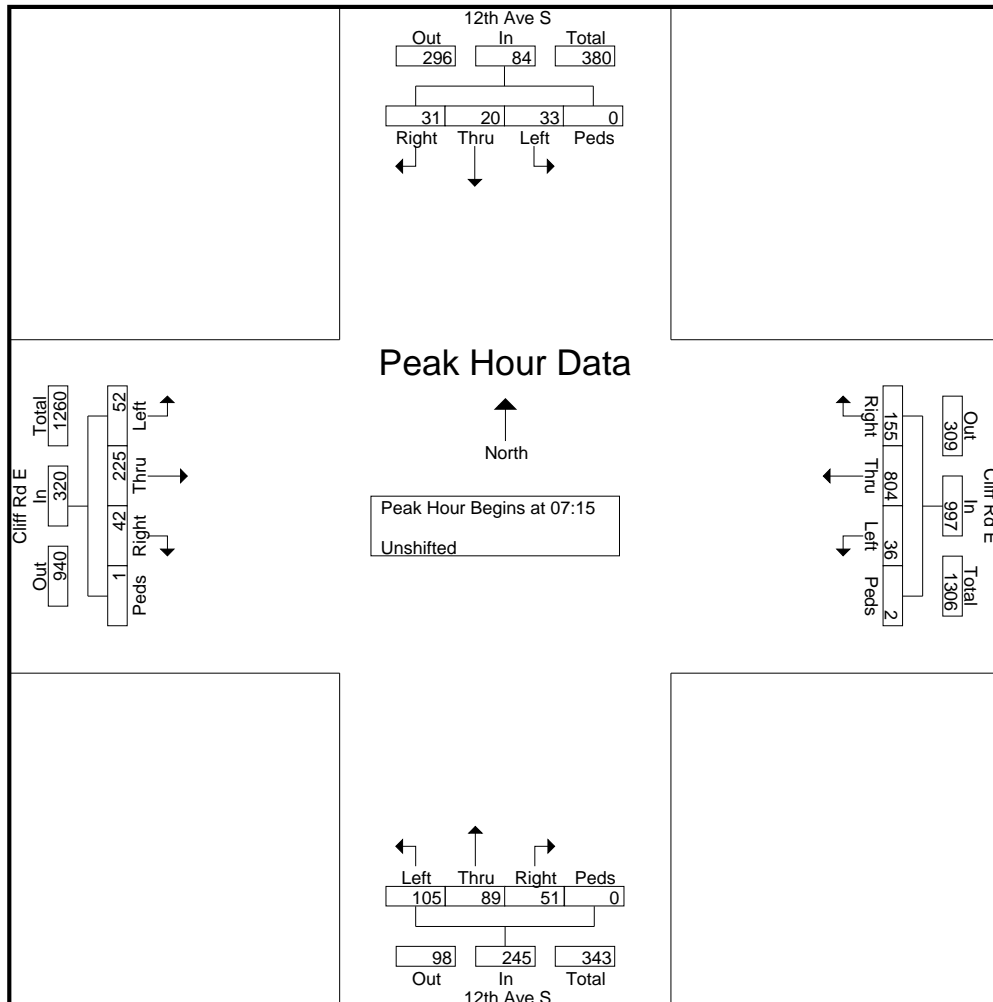 12th Ave S
Out In Total
296 84 380
31 20 33 0
Right Thru Left Peds
Peak Hour Data
North
Peak Hour Begins at 07:15
Unshifted
Cliff Rd E
Total In Out
1260 320 940
52 225 42 1
Left Thru Right Peds
Right Thru Left Peds
155 804 36 2
Out In Total
309 997 1306
Cliff Rd E
Left Thru Right Peds
105 89 51 0
98 245 343
Out In Total
12th Ave S